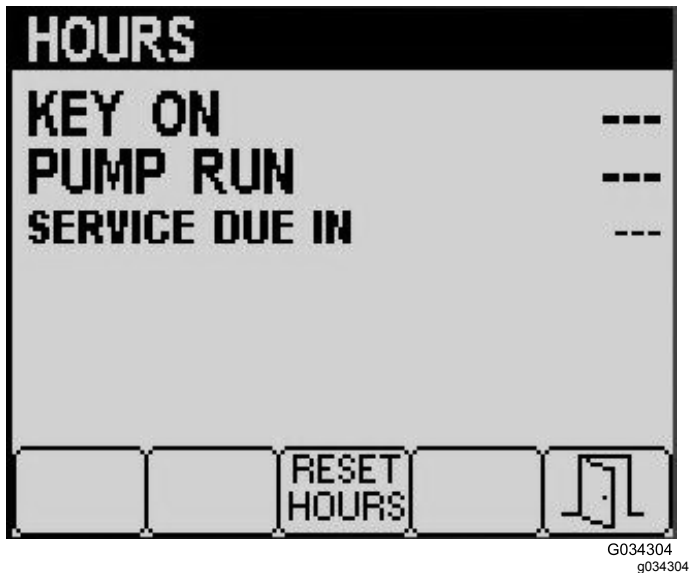 HOURS
KEY ON ---
PUMP RUN ---
SERVICE DUE IN ---
RESET
HOURS
G034304
g034304